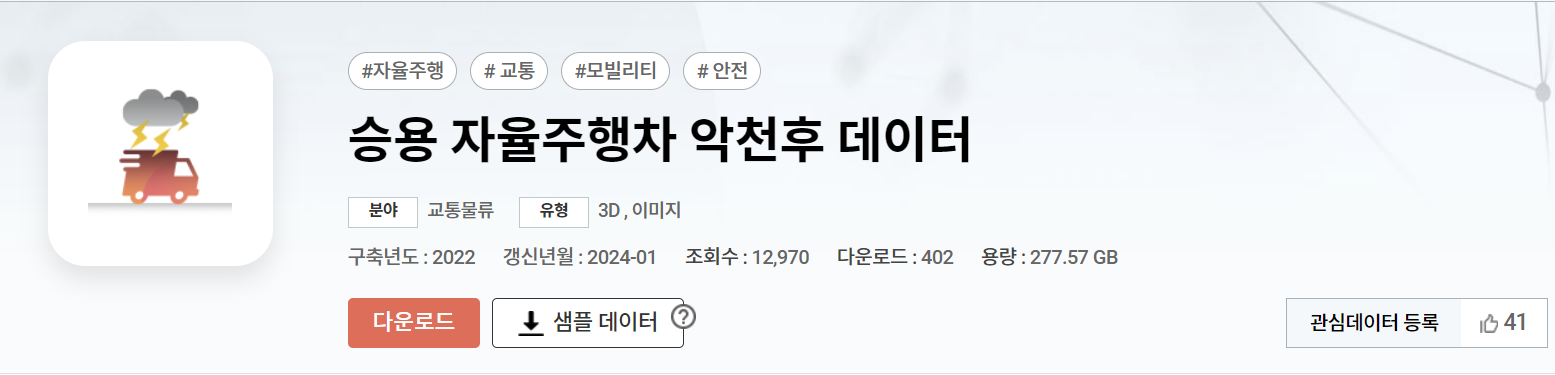 #자율주행 # 교통 #모빌리티 # 안전
승용 자율주행차 악천후 데이터
분야 교통물류 유형 3D , 이미지
구축년도 : 2022 갱신년월 : 2024-01 조회수 : 12,970 다운로드 : 402 용량 : 277.57 GB
다운로드 샘플 데이터 ? 관심데이터 등록 41